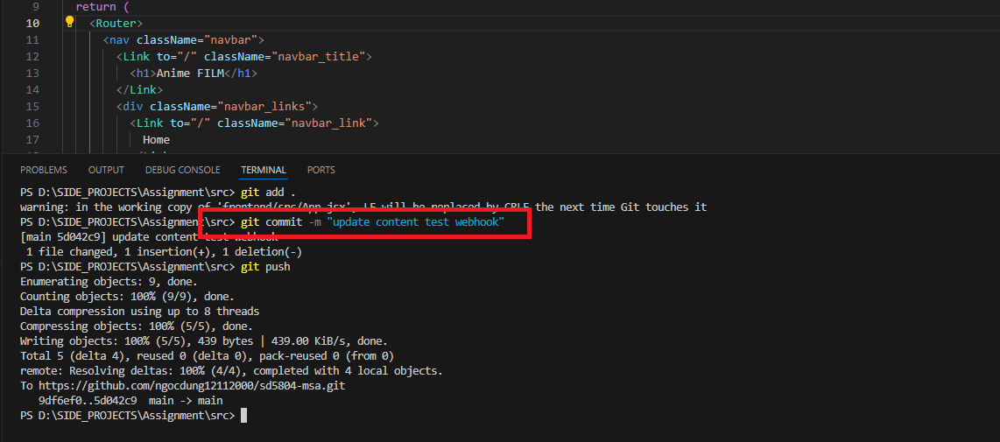 9 return (
10 <Router>
11 <nav className="navbar">
12 <Link to="/" className="navbar_title">
13 <h1>Anime FILM</h1>
14 </Link>
15 <div className="navbar_links">
16 <Link to="/" className="navbar_link">
17 Home
PROBLEMS OUTPUT DEBUG CONSOLE TERMINAL PORTS
PS D:\SIDE_PROJECTS\Assignment\src> git add .
warning: in the working copy of 'frontend/src/App.jsx', LF will be replaced by CRLF the next time Git touches it
PS D:\SIDE_PROJECTS\Assignment\src> git commit -m "update content test webhook"
[main 5d042c9] update content test webhook
1 file changed, 1 insertion(+), 1 deletion(-)
PS D:\SIDE_PROJECTS\Assignment\src> git push
Enumerating objects: 9, done.
Counting objects: 100% (9/9), done.
Delta compression using up to 8 threads
Compressing objects: 100% (5/5), done.
Writing objects: 100% (5/5), 439 bytes | 439.00 KiB/s, done.
Total 5 (delta 4), reused 0 (delta 0), pack-reused 0 (from 0)
remote: Resolving deltas: 100% (4/4), completed with 4 local objects.
To https://github.com/ngocdung12112000/sd5804-msa.git
9df6ef0..5d042c9 main -> main
PS D:\SIDE_PROJECTS\Assignment\src>